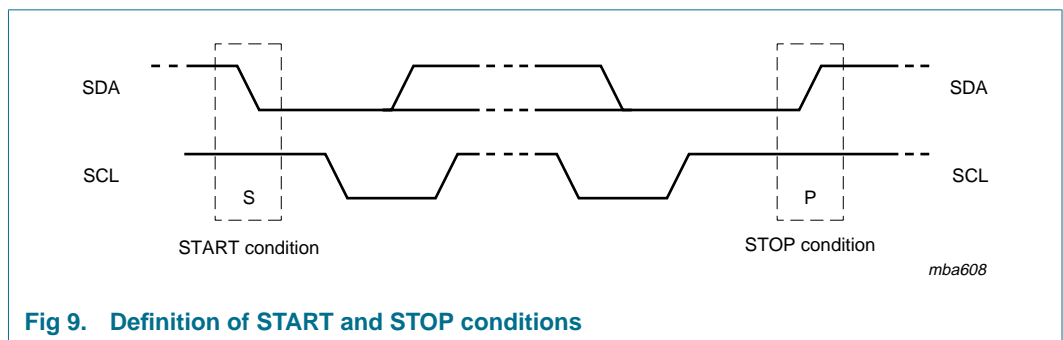 SDA SDA
SCL SCL
S P
START condition STOP condition
mba608
Fig 9. Definition of START and STOP conditions